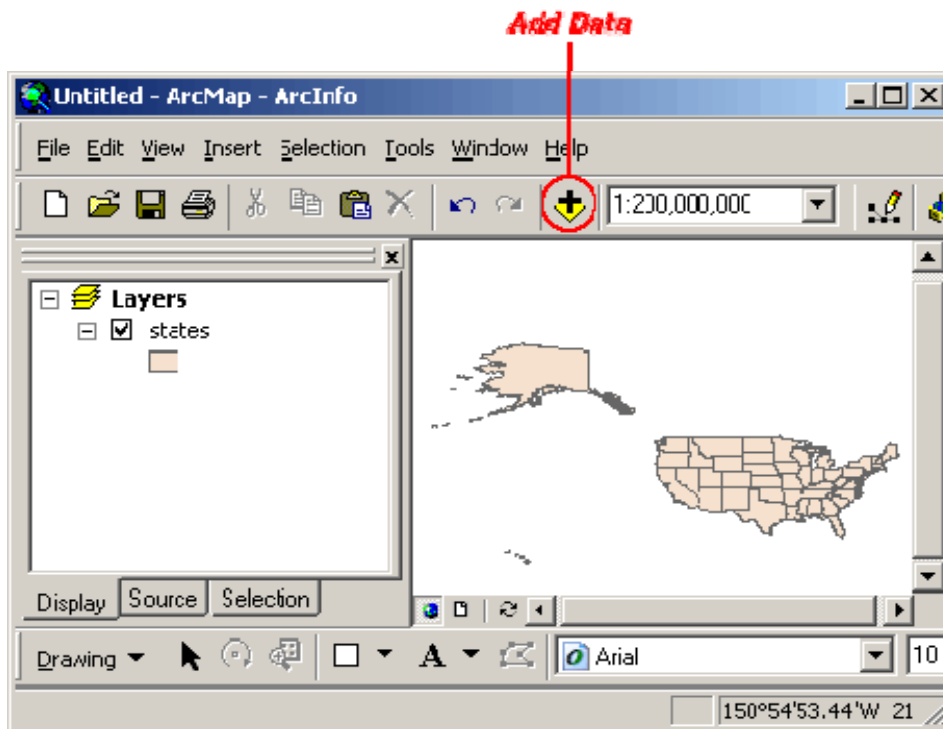 Add Data
Untitled - ArcMap - ArcInfo
File Edit View Insert Selection Tools Window Help
1:200,000,000
Layers
states
Display Source Selection
Drawing A Arial 10
150°54'53.44'W 21